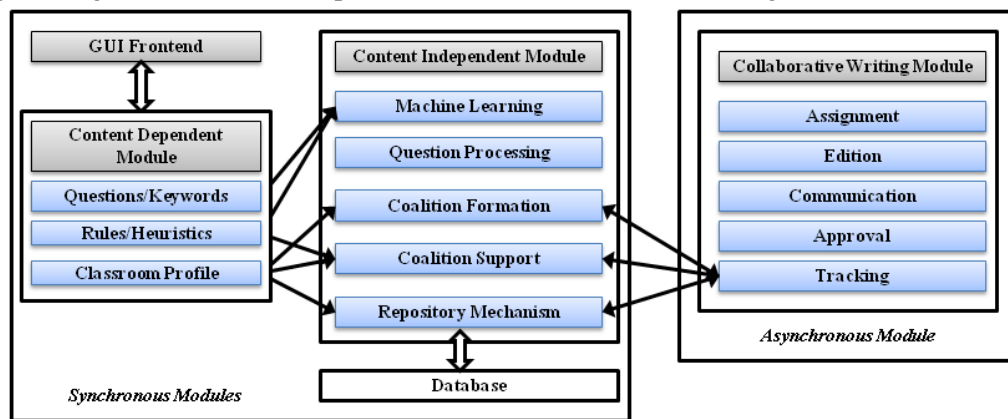 GUI Frontend
Content Dependent
Module
Questions/Keywords
Rules/Heuristics
Classroom Profile
Content Independent Module
Machine Learning
Question Processing
Coalition Formation
Coalition Support
Repository Mechanism
Database
Synchronous Modules
Collaborative Writing Module
Assignment
Edition
Communication
Approval
Tracking
Asynchronous Module